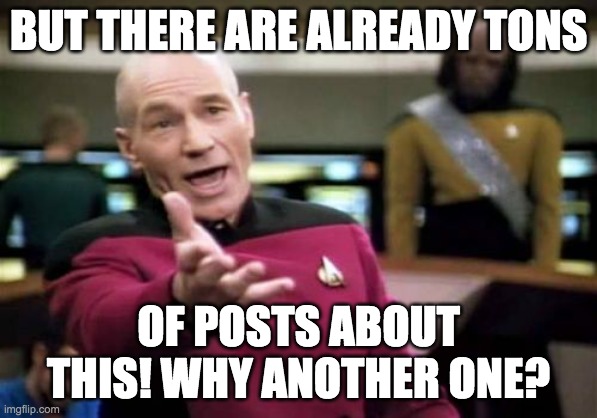 BUT THERE ARE ALREADY TONS
OF POSTS ABOUT
THIS! WHY ANOTHER ONE?
imgflip.com